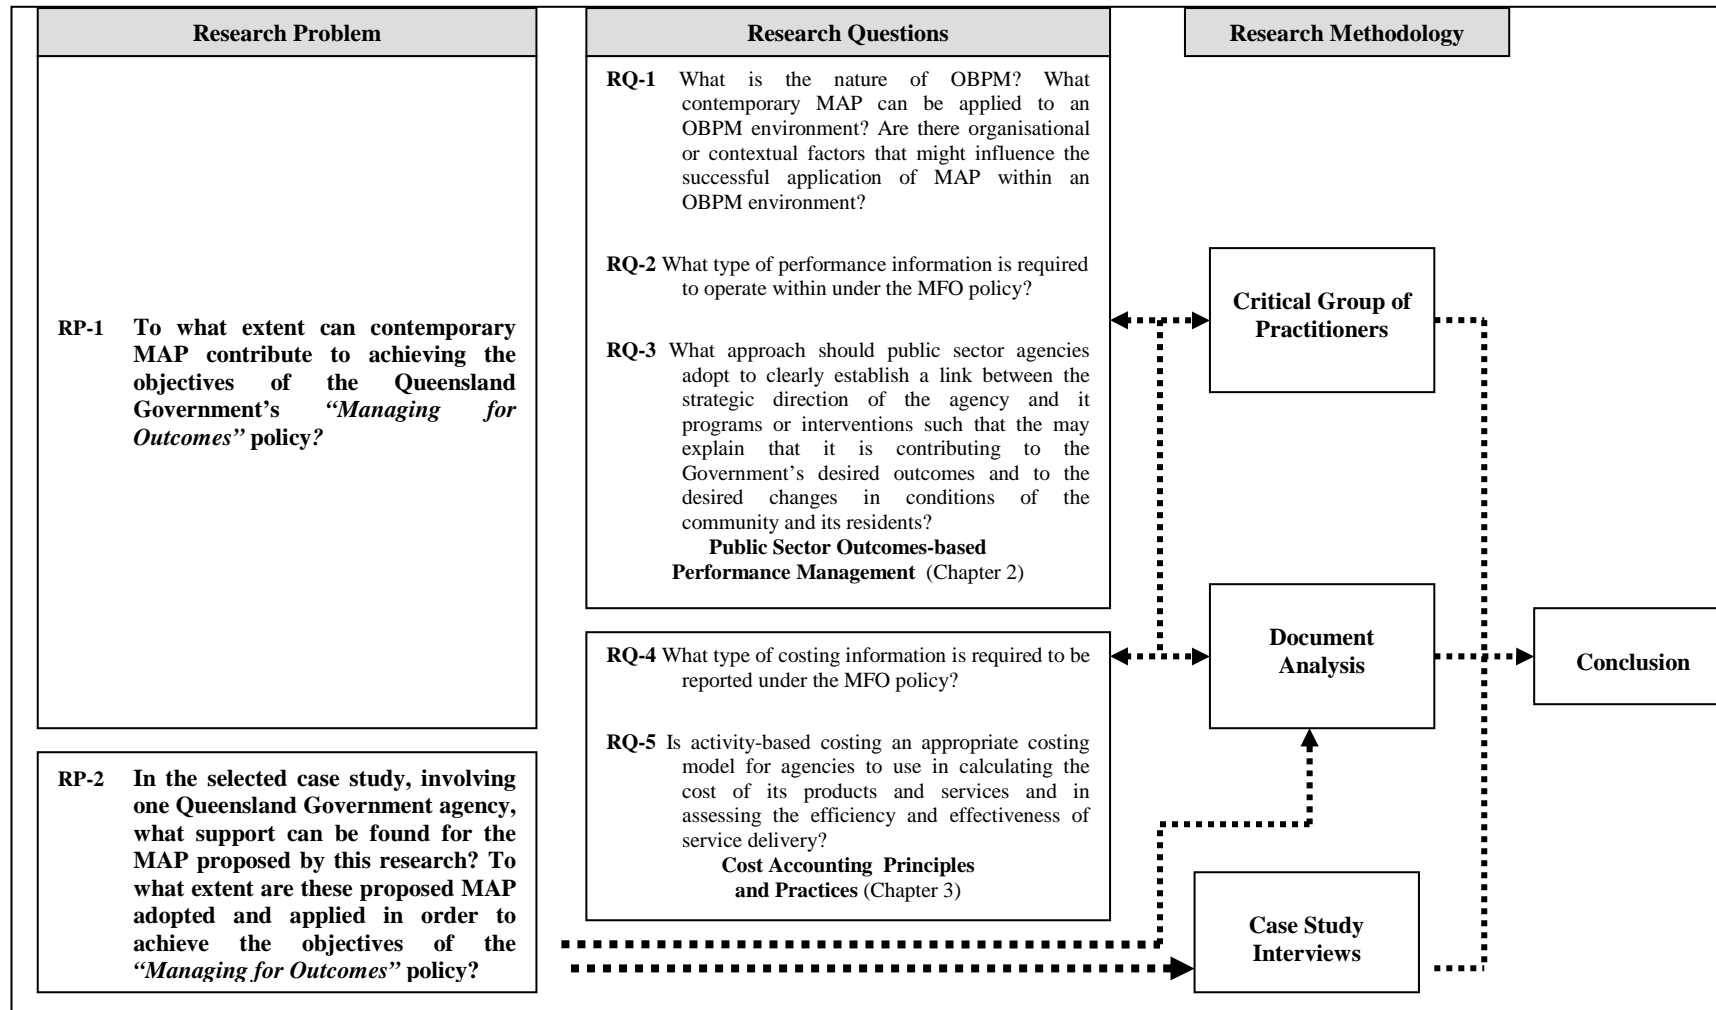 Research Problem
RP-1 To what extent can contemporary
MAP contribute to achieving the
objectives of the Queensland
Government’s “Managing for
Outcomes” policy?
RP-2 In the selected case study, involving
one Queensland Government agency,
what support can be found for the
MAP proposed by this research? To
what extent are these proposed MAP
adopted and applied in order to
achieve the objectives of the
“Managing for Outcomes” policy?
Research Questions
RQ-1 What is the nature of OBPM? What
contemporary MAP can be applied to an
OBPM environment? Are there organisational
or contextual factors that might influence the
successful application of MAP within an
OBPM environment?
RQ-2 What type of performance information is required
to operate within under the MFO policy?
RQ-3 What approach should public sector agencies
adopt to clearly establish a link between the
strategic direction of the agency and it
programs or interventions such that the may
explain that it is contributing to the
Government’s desired outcomes and to the
desired changes in conditions of the
community and its residents?
Public Sector Outcomes-based
Performance Management (Chapter 2)
RQ-4 What type of costing information is required to be
reported under the MFO policy?
RQ-5 Is activity-based costing an appropriate costing
model for agencies to use in calculating the
cost of its products and services and in
assessing the efficiency and effectiveness of
service delivery?
Cost Accounting Principles
and Practices (Chapter 3)
Research Methodology
Critical Group of
Practitioners
Document
Analysis
Case Study
Interviews
Conclusion